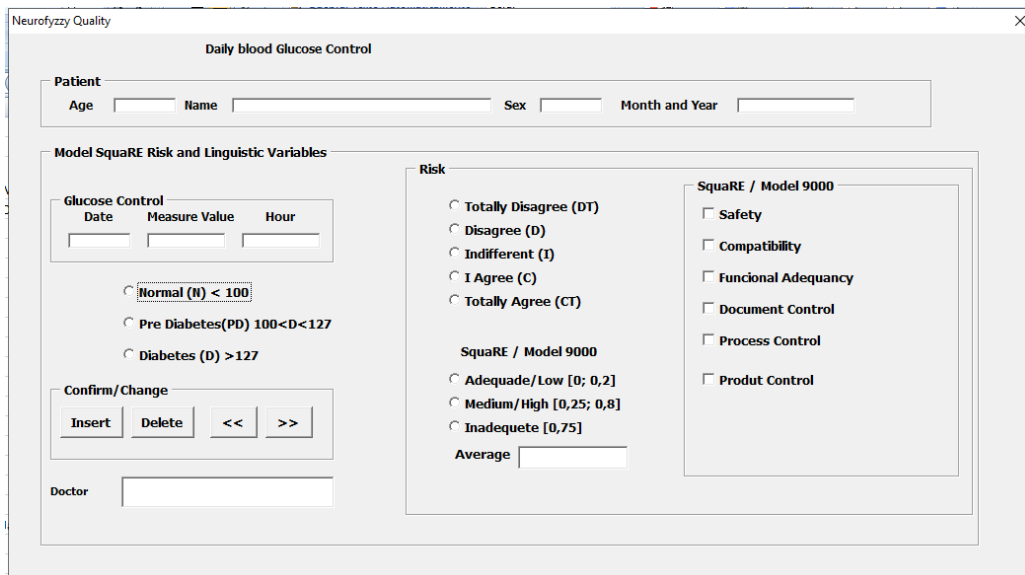 Neurofyzzy Quality
Daily blood Glucose Control
Patient
Age Name Sex Month and Year
Model SquaRE Risk and Linguistic Variables
Glucose Control
Date Measure Value Hour
Normal (N) < 100
Pre Diabetes(PD) 100<D<127
Diabetes (D) >127
Confirm/Change
Insert Delete << >>
Doctor
Risk
Totally Disagree (DT)
Disagree (D)
Indifferent (I)
I Agree (C)
Totally Agree (CT)
SquaRE / Model 9000
Adequade/Low [0; 0,2]
Medium/High [0,25; 0,8]
Inadequete [0,75]
Average
SquaRE / Model 9000
Safety
Compatibility
Funcional Adequancy
Document Control
Process Control
Produt Control